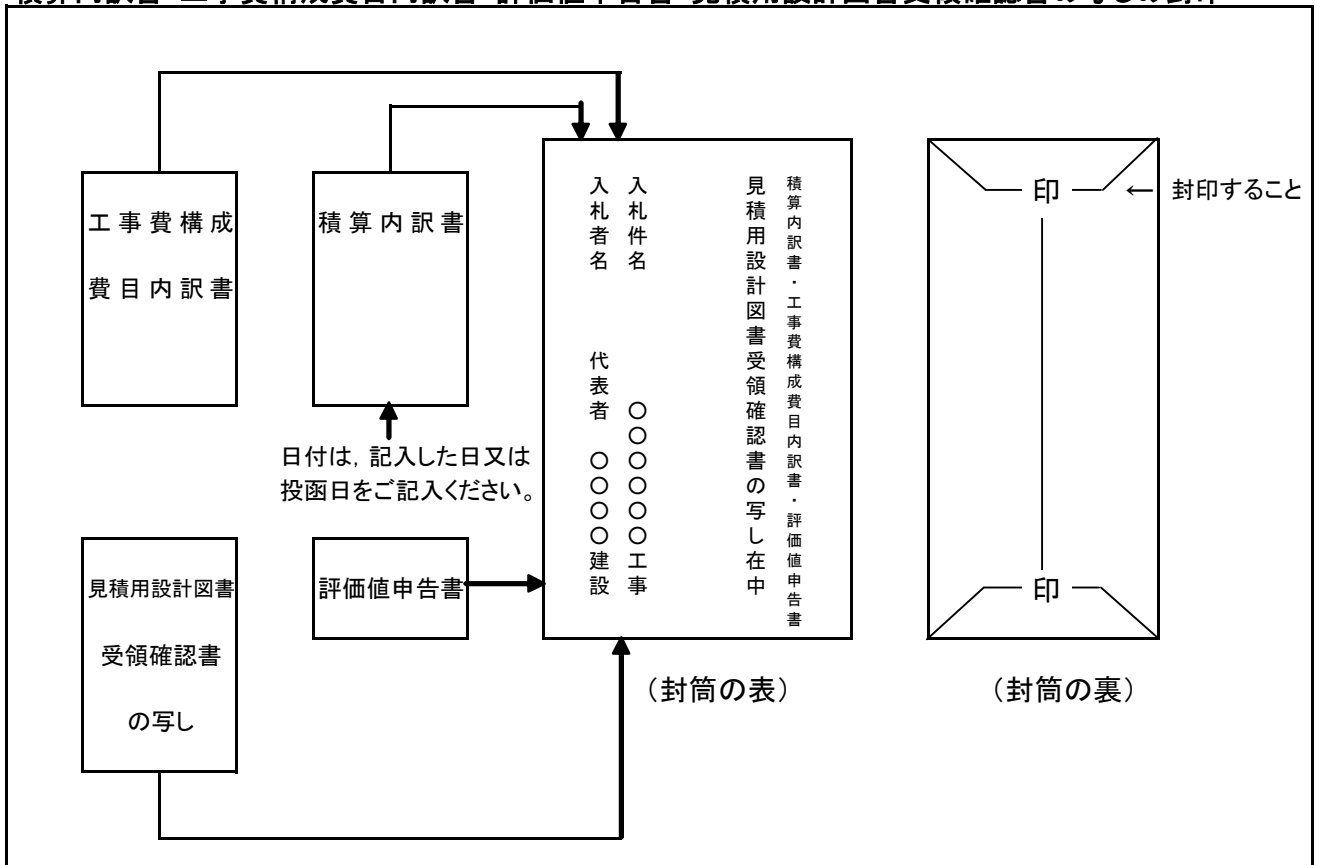 工事費構成
費目内訳書
積算内訳書
日付は，記入した日又は
投函日をご記入ください。
見積用設計図書
受領確認書
の写し
評価値申告書
積算内訳書・工事費構成費目内訳書・評価値申告書
見積用設計図書受領確認書の写し在中
入札件名 〇〇〇〇〇〇工事
入札者名 代表者 〇〇〇〇建設
（封筒の表）
印
← 封印すること
印
（封筒の裏）